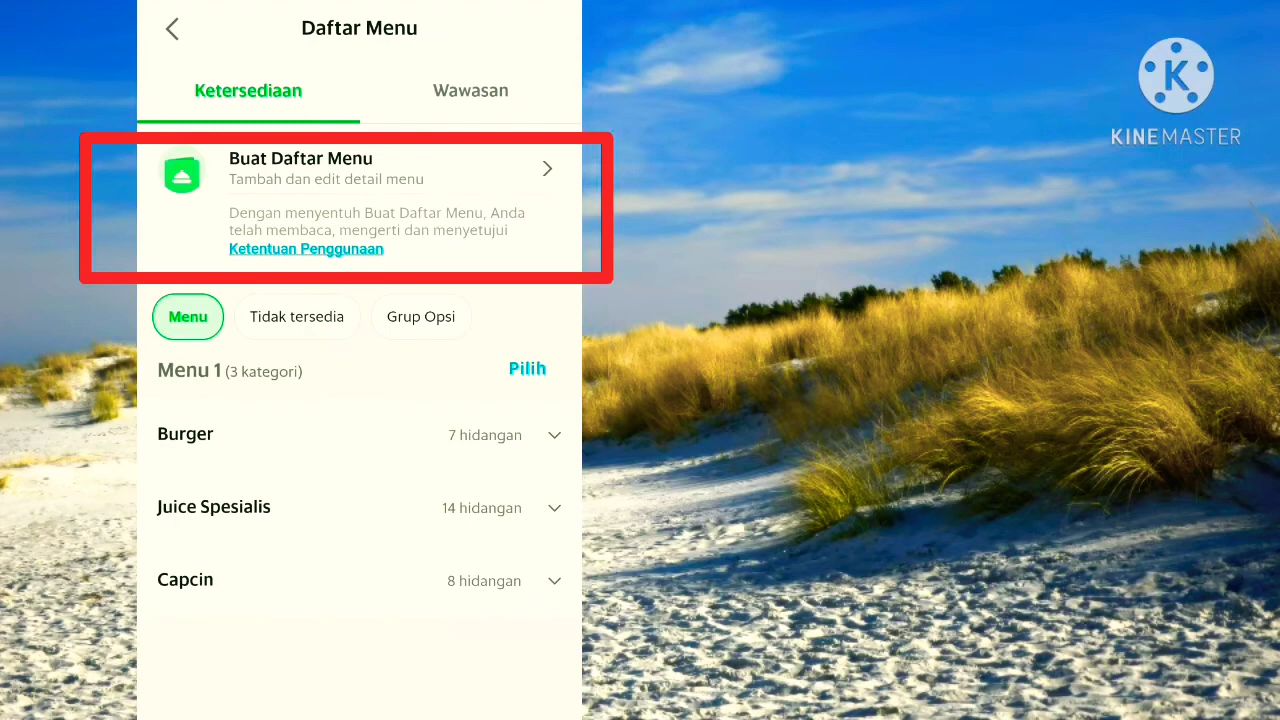 Daftar Menu
Ketersediaan
Wawasan
Buat Daftar Menu
Tambah dan edit detail menu
Dengan menyentuh Buat Daftar Menu, Anda
telah membaca, mengerti dan menyetujui
Ketentuan Penggunaan
Menu
Tidak tersedia
Grup Opsi
Menu 1 (3 kategori)
Pilih
Burger
7 hidangan
Juice Spesialis
14 hidangan
Capcin
8 hidangan
K
KINEMASTER